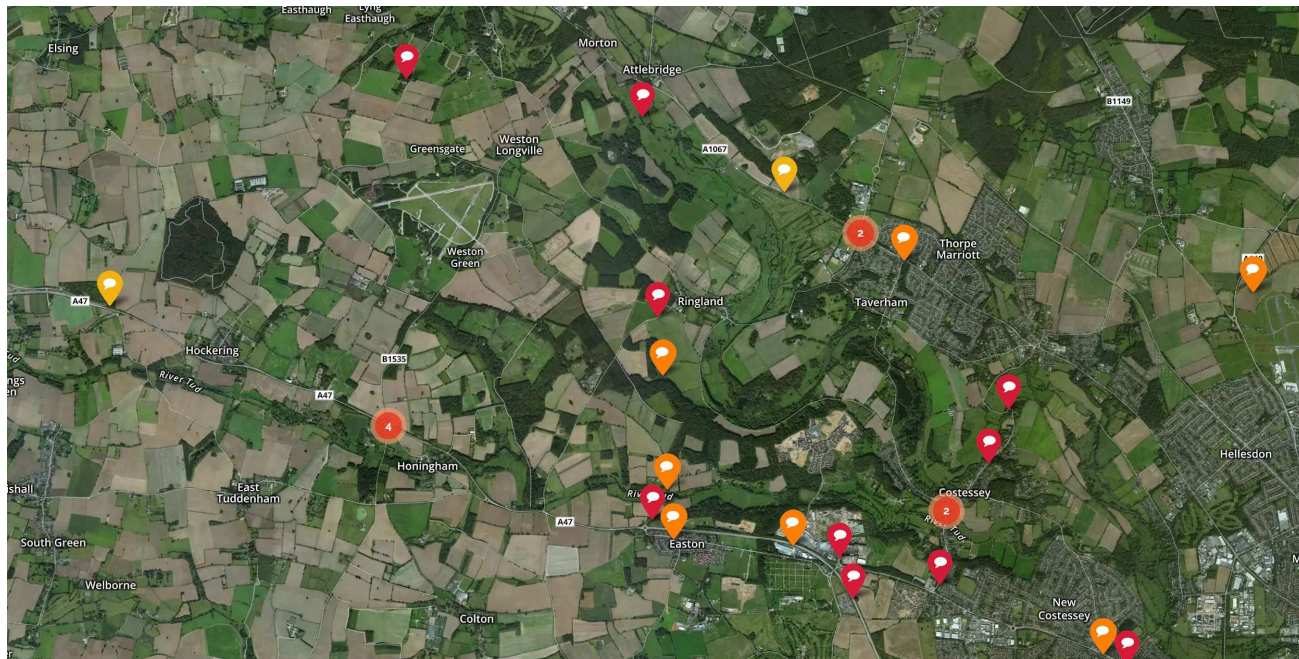 Easthaugh
Lyng
Easthaugh
Elsing
Morton
Attlebridge
B1149
Greensgate
Weston
Longville
A1067
Weston
Green
Thorpe
Marriott
A47
Ringland
Taverham
Hockering
B1535
River Tud
A47
4
2
Honingham
Hellesdon
East
Tuddenham
Costessey
2
River Tud
A47
South Green
Easton
Welborne
New
Costessey
Colton